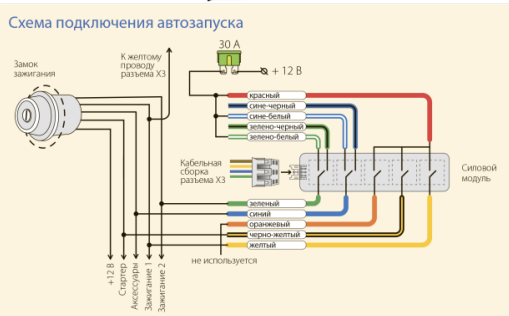 Схема подключения автозапуска
30 А
К желтому
проводу
разъема Х3
Замок
зажигания
+ 12 В
красный
сине-черный
сине-белый
зелено-черный
зелено-белый
Кабельная
сборка
разъема Х3
Силовой
модуль
зеленый
синий
оранжевый
черно-желтый
желтый
не используется
+12 В
Стартер
Аксессуары
Зажигание 1
Зажигание 2